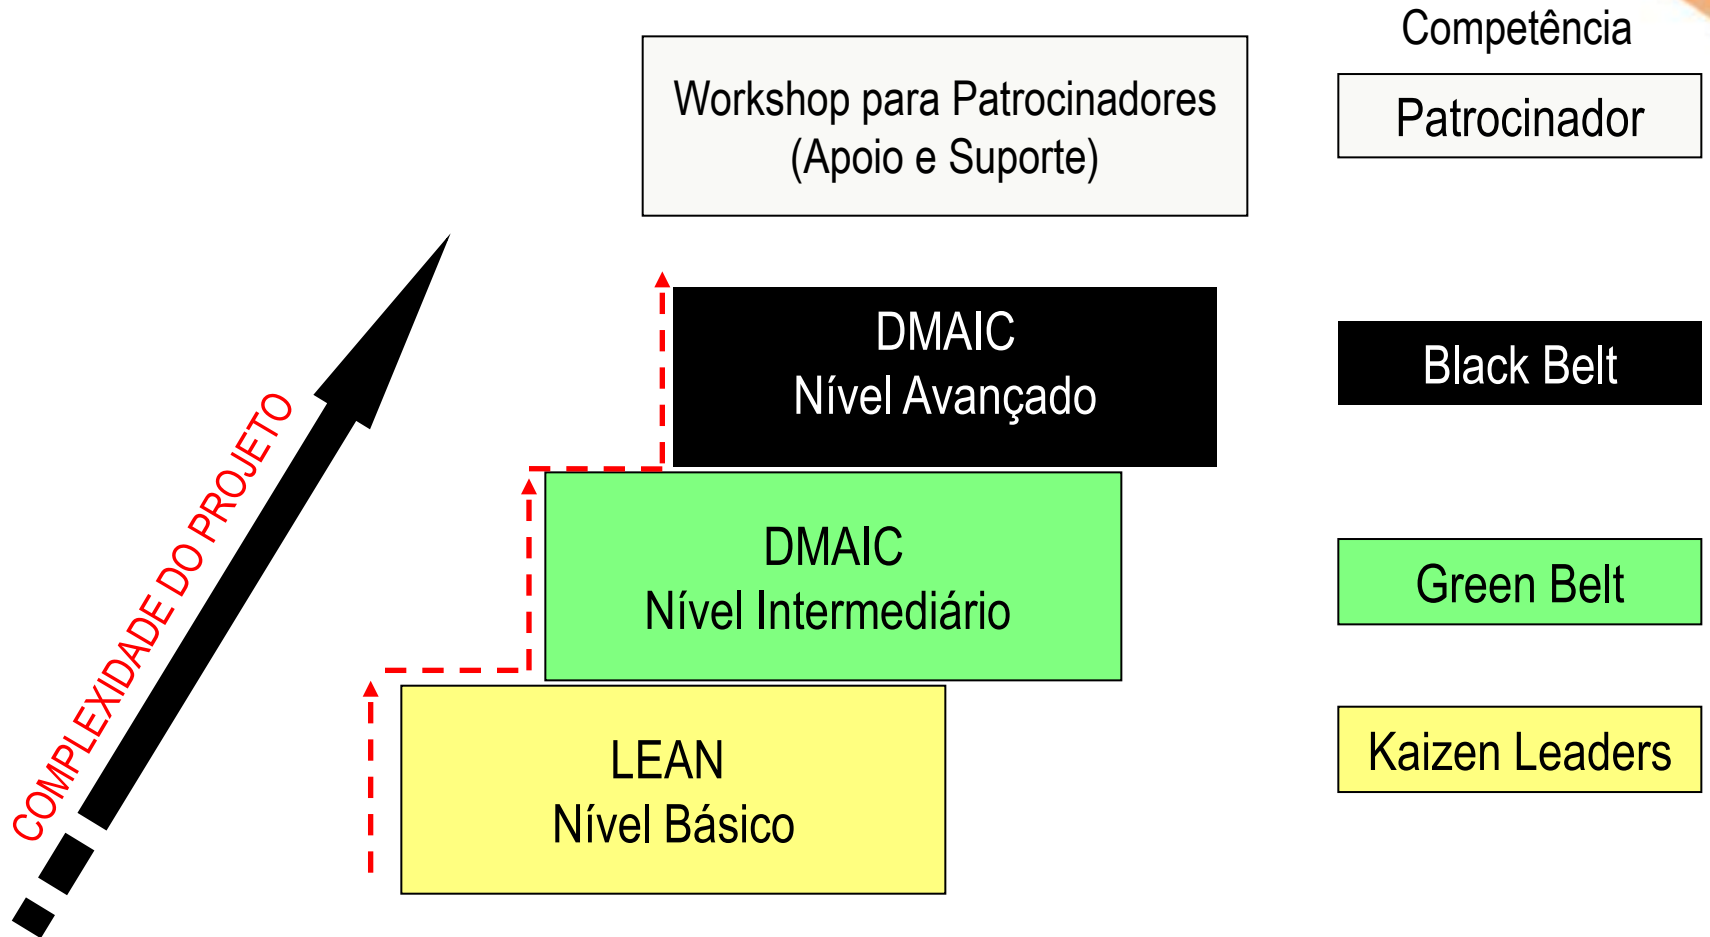 Competência
Workshop para Patrocinadores
(Apoio e Suporte)
Patrocinador
DMAIC
Nível Avançado
Black Belt
COMPLEXIDADE DO PROJETO
DMAIC
Nível Intermediário
Green Belt
LEAN
Nível Básico
Kaizen Leaders